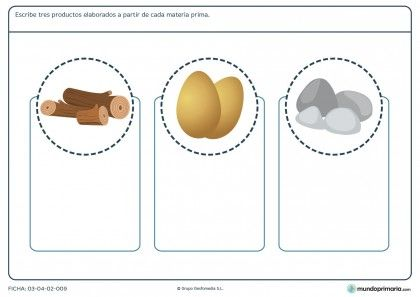 Escribe tres productos elaborados a partir de cada materia prima.
FICHA: 03-04-02-009
© Grupo Gesfomedia S.L.
mundoprimaria.com